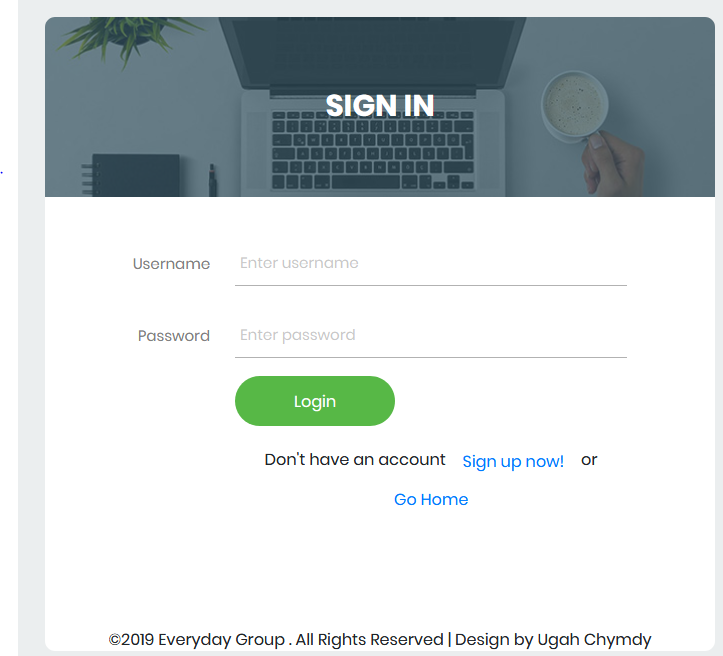 SIGN IN
Username Enter username
Password Enter password
Login
Don't have an account Sign up now! or
Go Home
©2019 Everyday Group . All Rights Reserved | Design by Ugah Chymdy